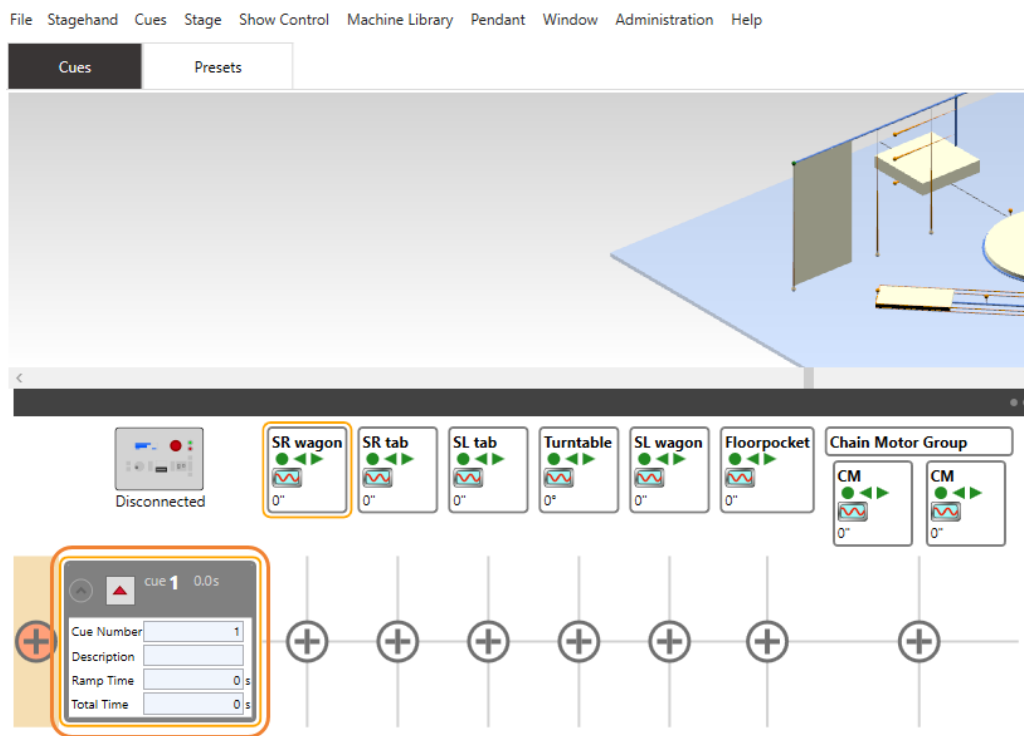 File Stagehand Cues Stage Show Control Machine Library Pendant Window Administration Help
Cues Presets
Disconnected
SR wagon
0"
SR tab
0"
SL tab
0"
Turntable
0°
SL wagon
0"
Floorpocket
0"
Chain Motor Group
CM
0"
CM
0"
cue 1 0.0s
Cue Number 1
Description
Ramp Time 0 s
Total Time 0 s